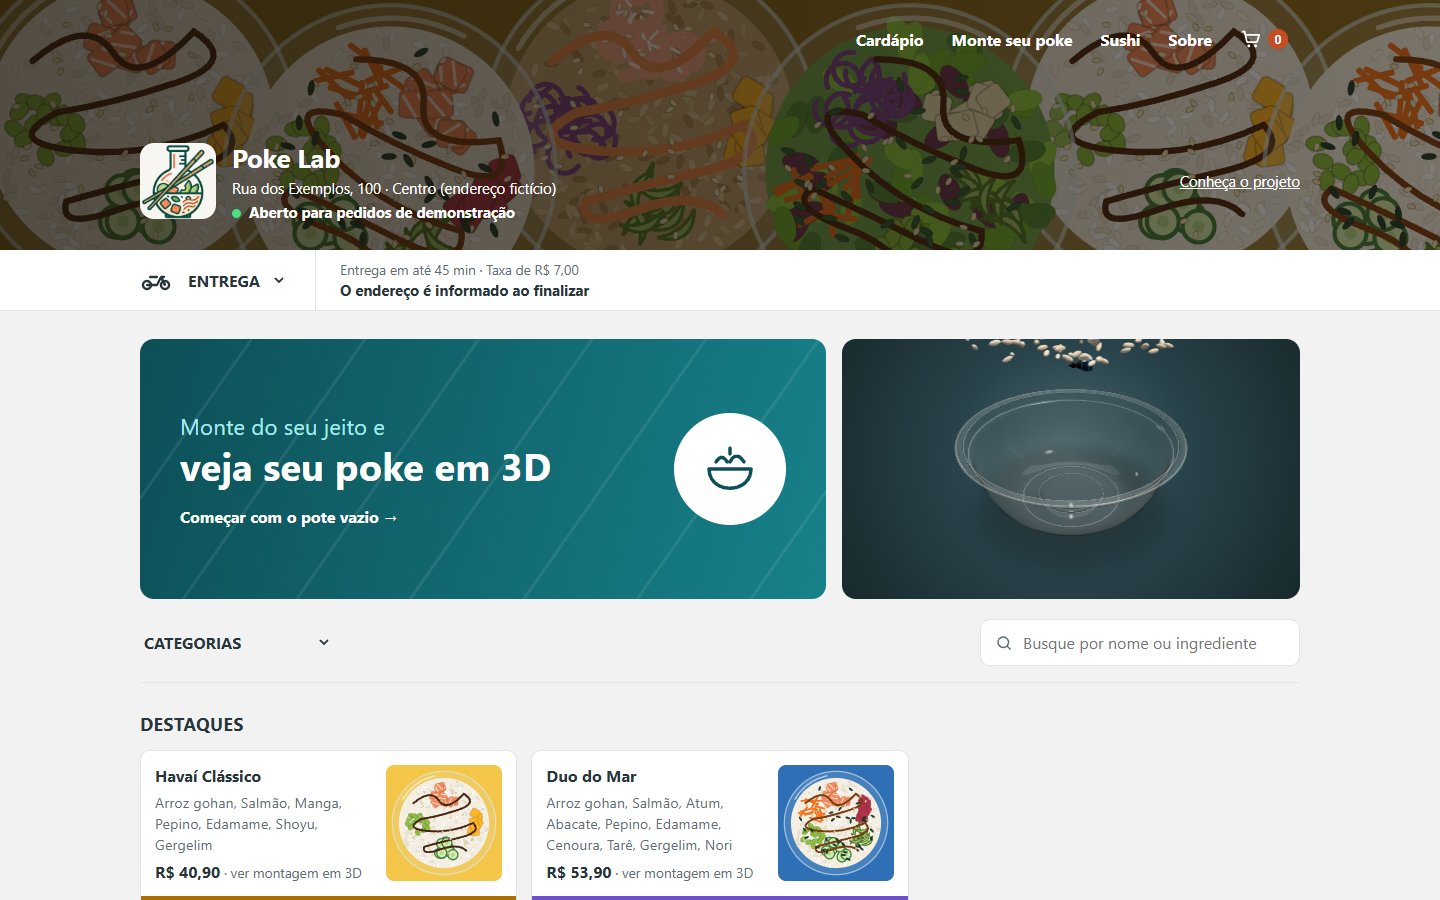 Cardápio Monte seu poke Sushi Sobre 0
Poke Lab
Rua dos Exemplos, 100 · Centro (endereço fictício)
Aberto para pedidos de demonstração
Conheça o projeto
ENTREGA
Entrega em até 45 min · Taxa de R$ 7,00
O endereço é informado ao finalizar
Monte do seu jeito e
veja seu poke em 3D
Começar com o pote vazio →
CATEGORIAS
Busque por nome ou ingrediente
DESTAQUES
Havaí Clássico
Arroz gohan, Salmão, Manga,
Pepino, Edamame, Shoyu,
Gergelim
R$ 40,90 · ver montagem em 3D
Duo do Mar
Arroz gohan, Salmão, Atum,
Abacate, Pepino, Edamame,
Cenoura, Tarê, Gergelim, Nori
R$ 53,90 · ver montagem em 3D